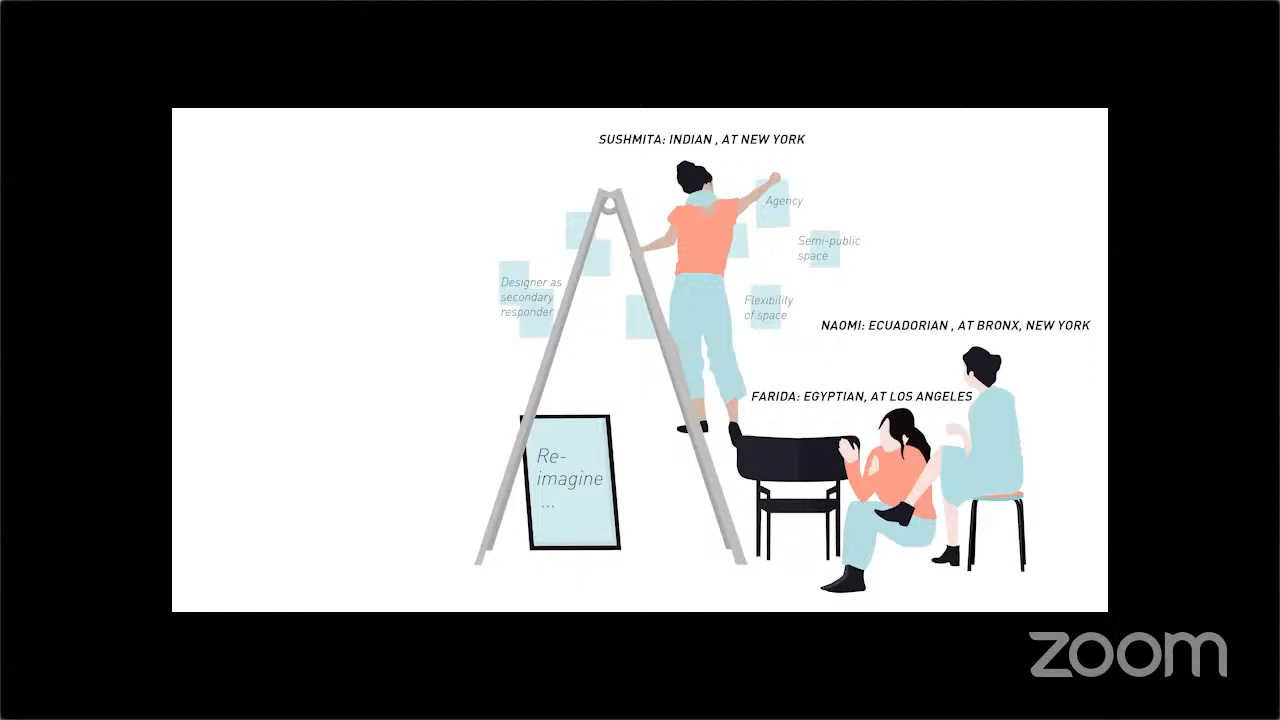 SUSHMITA: INDIAN , AT NEW YORK
Agency
Semi-public
space
Designer as
secondary
responder
Flexibility
of space
NAOMI: ECUADORIAN , AT BRONX, NEW YORK
FARIDA: EGYPTIAN, AT LOS ANGELES
Re-
imagine
...
zoom